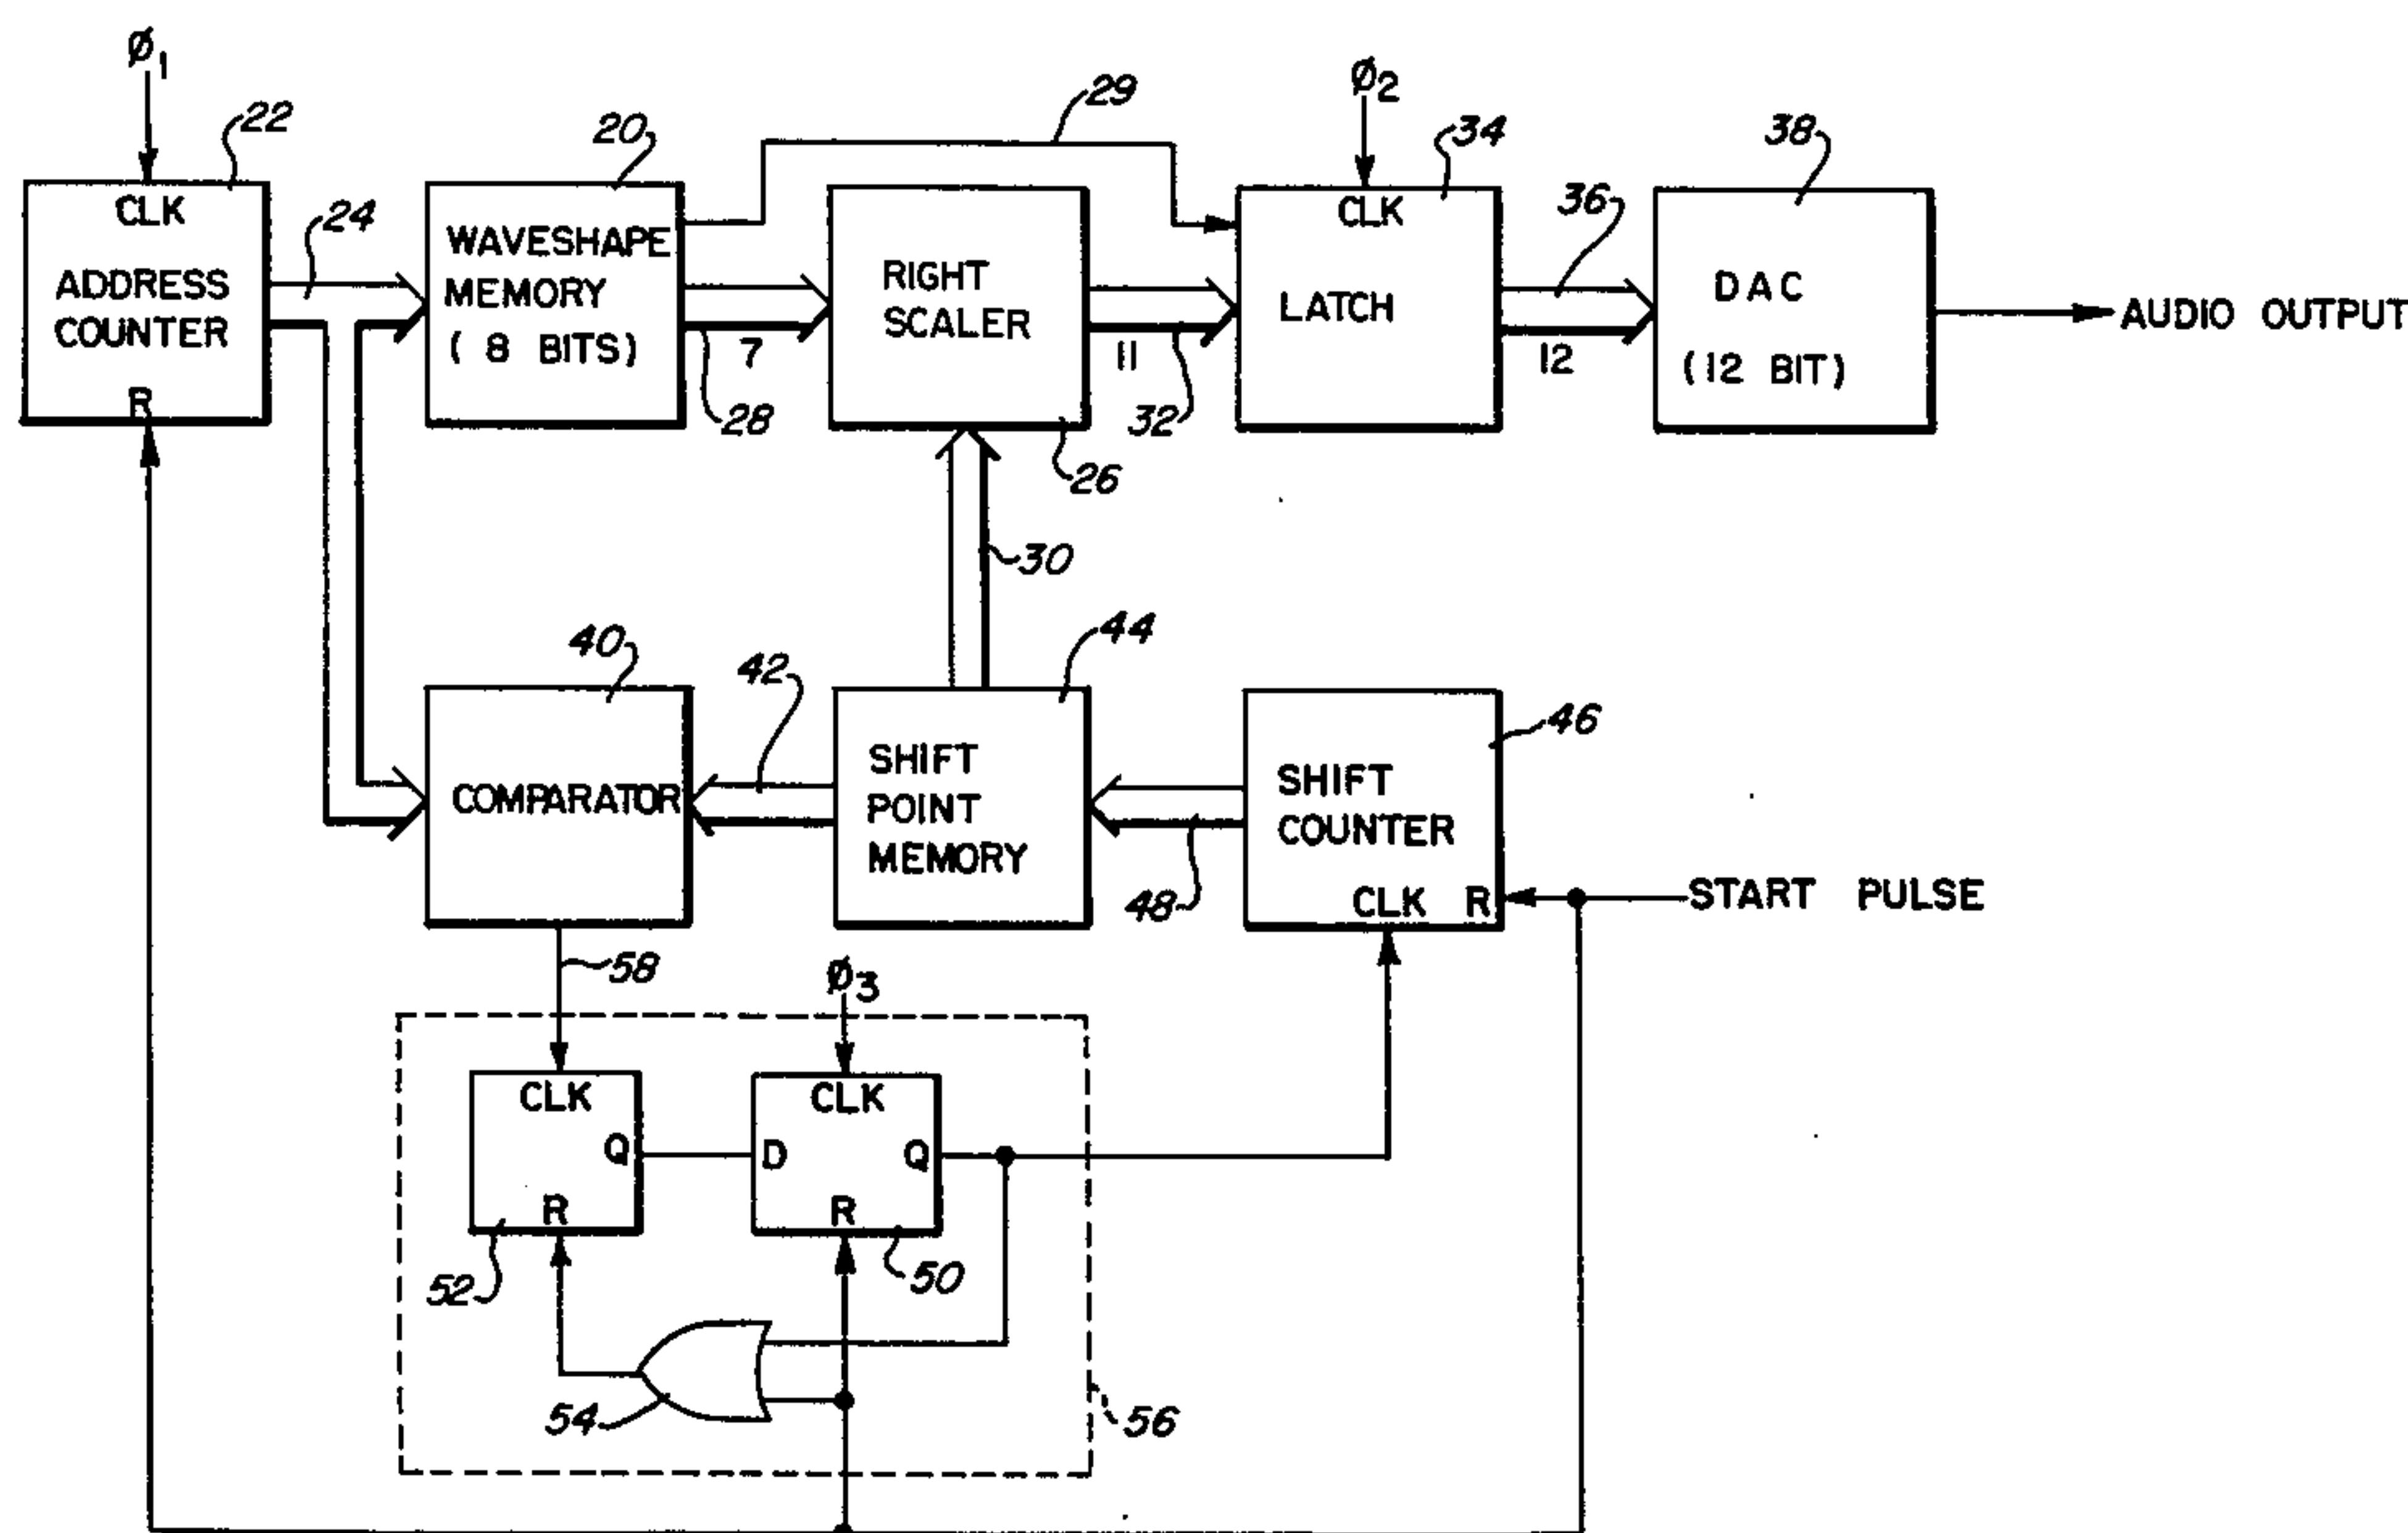 Ø1
22
CLK
ADDRESS
COUNTER
R
24
20
WAVESHAPE
MEMORY
( 8 BITS)
29
7
28
RIGHT
SCALER
26
11
32
Ø2
34
CLK
LATCH
36
12
38
DAC
(12 BIT)
AUDIO OUTPUT
30
40
COMPARATOR
42
44
SHIFT
POINT
MEMORY
48
46
SHIFT
COUNTER
CLK R
START PULSE
58
Ø3
CLK
Q
R
52
CLK
D
Q
R
50
54
56